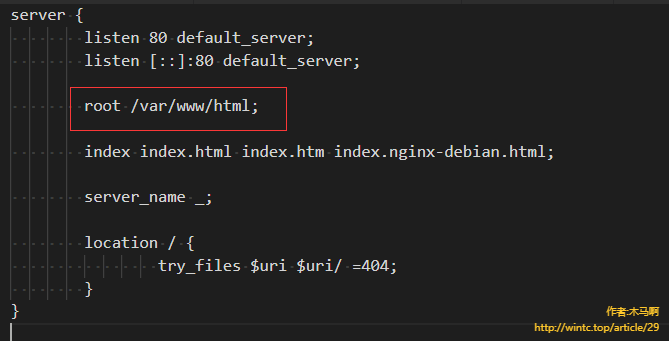 server {
listen 80 default_server;
listen [::]:80 default_server;
root /var/www/html;
index index.html index.htm index.nginx-debian.html;
server_name _;
location / {
try_files $uri $uri/ =404;
}
}
作者:木马啊
http://wintc.top/article/29